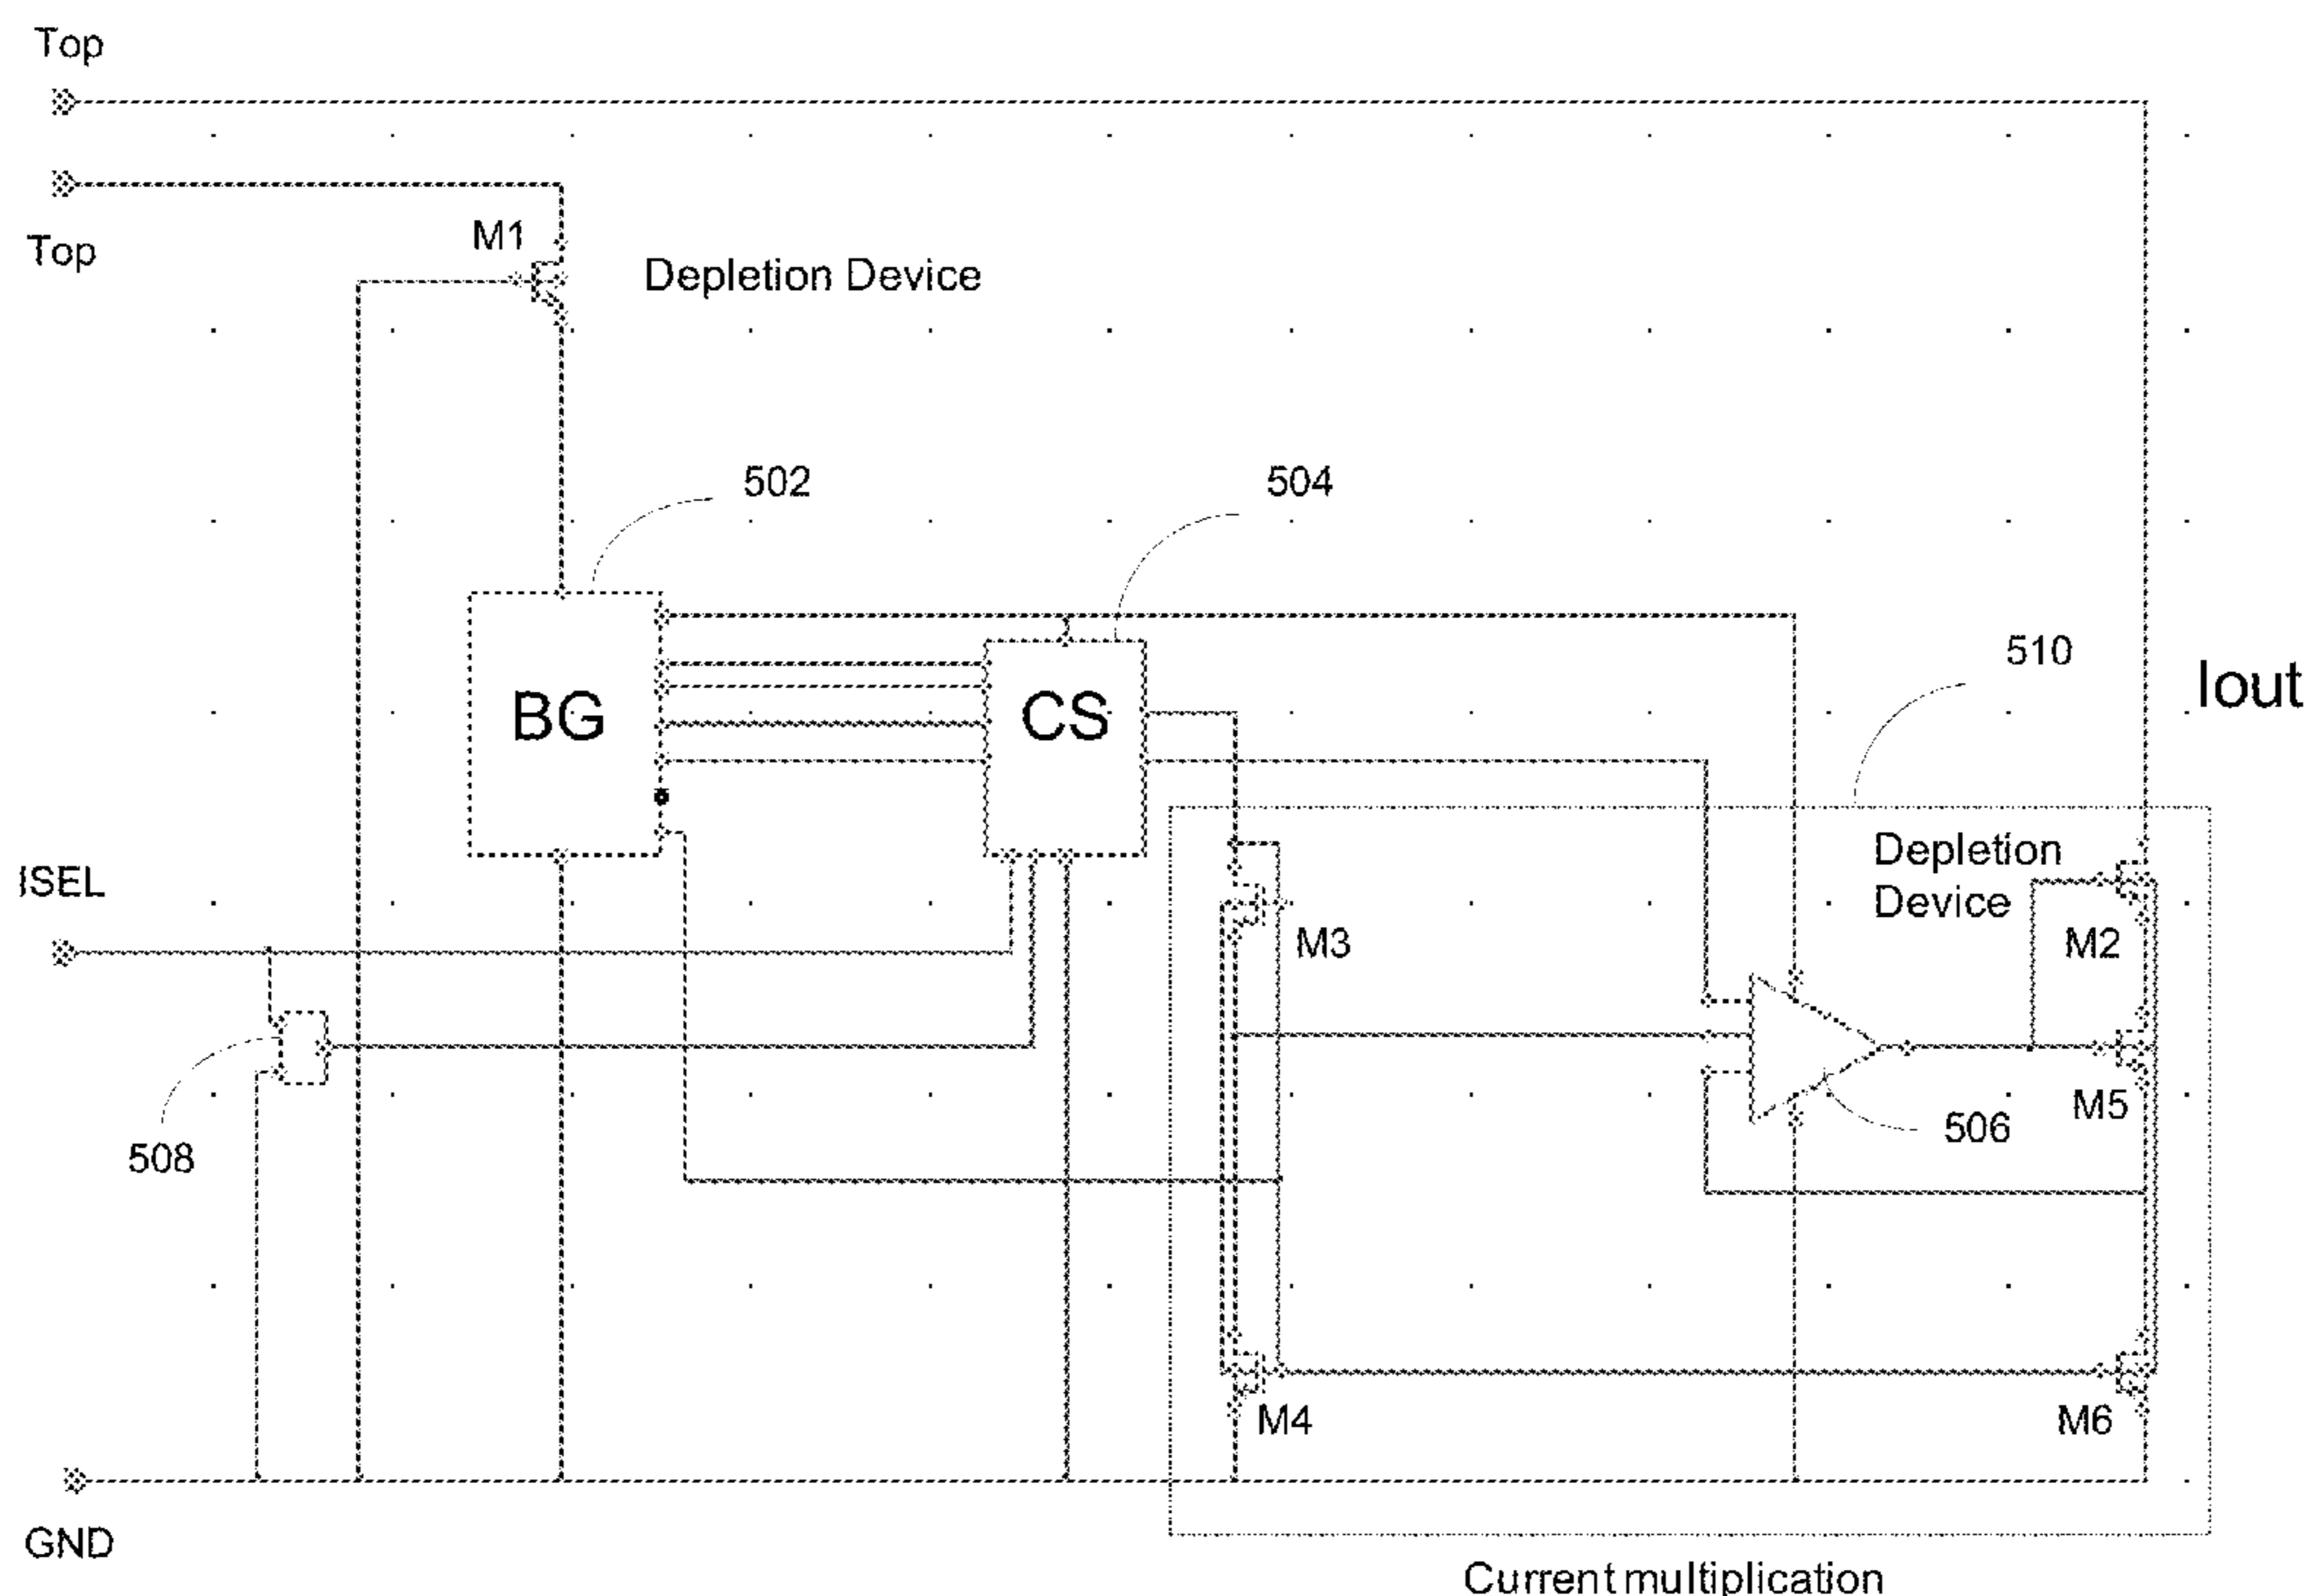 Top
Top
M1
Depletion Device
502
504
BG
CS
510
Iout
Depletion
Device
ISEL
M3
M2
M5
508
506
M4
M6
GND
Current multiplication